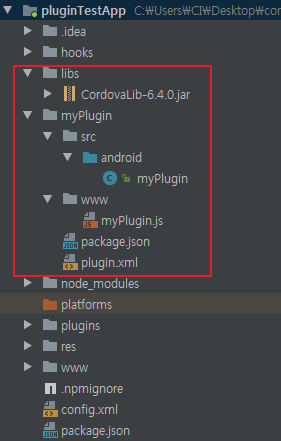 pluginTestApp C:₩Users₩CI₩Desktop₩cor
.idea
hooks
libs
CordovaLib-6.4.0.jar
myPlugin
src
android
myPlugin
www
myPlugin.js
package.json
plugin.xml
node_modules
platforms
plugins
res
www
.npmignore
config.xml
package.json